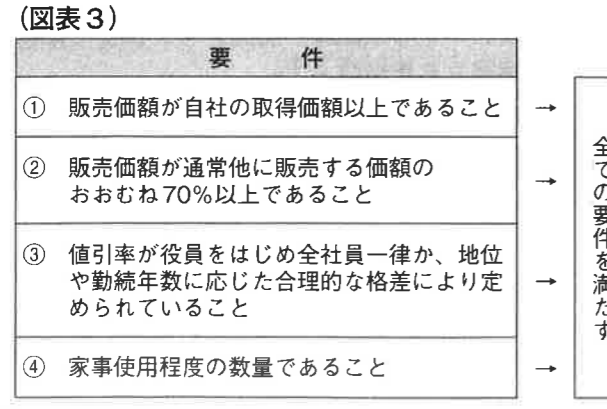 (図表3)
要 件
① 販売価額が自社の取得価額以上であること →
② 販売価額が通常他に販売する価額の
おおむね70%以上であること →
③ 値引率が役員をはじめ全社員一律か、地位
や勤続年数に応じた合理的な格差により定 →
められていること
④ 家事使用程度の数量であること →
全ての要件を満たす